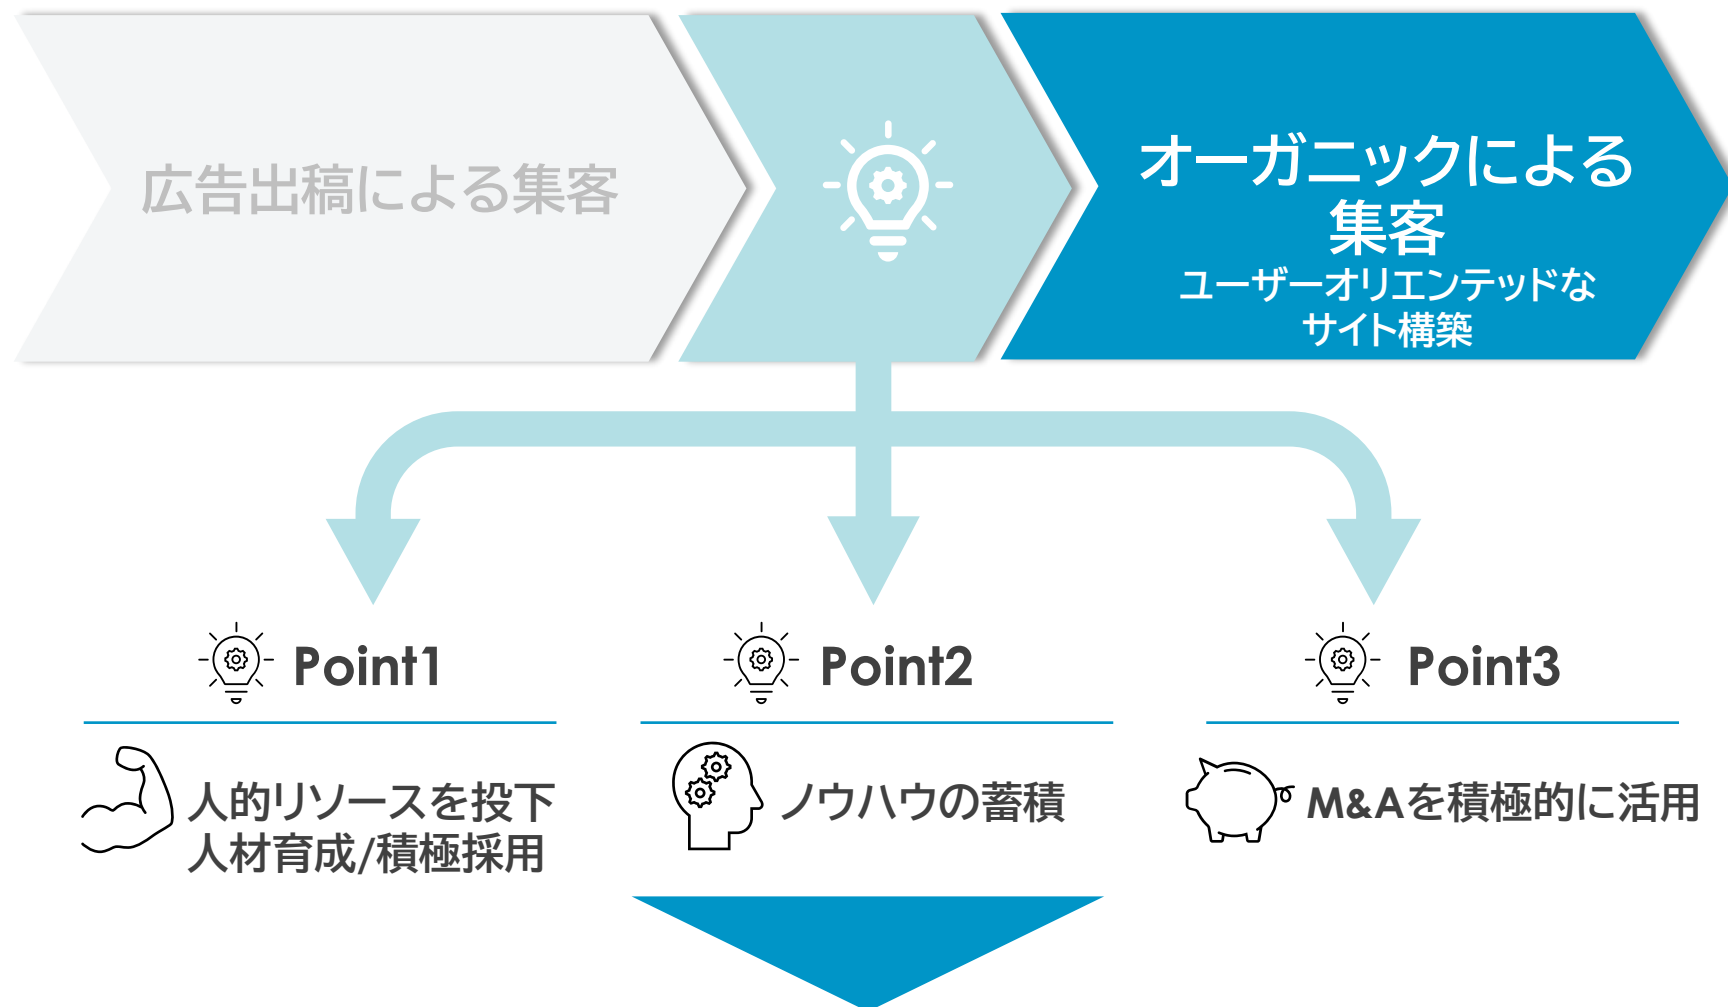 広告出稿による集客
オーガニックによる
集客
ユーザーオリエンテッドな
サイト構築
Point1
人的リソースを投下
人材育成/積極採用
Point2
ノウハウの蓄積
Point3
M&Aを積極的に活用